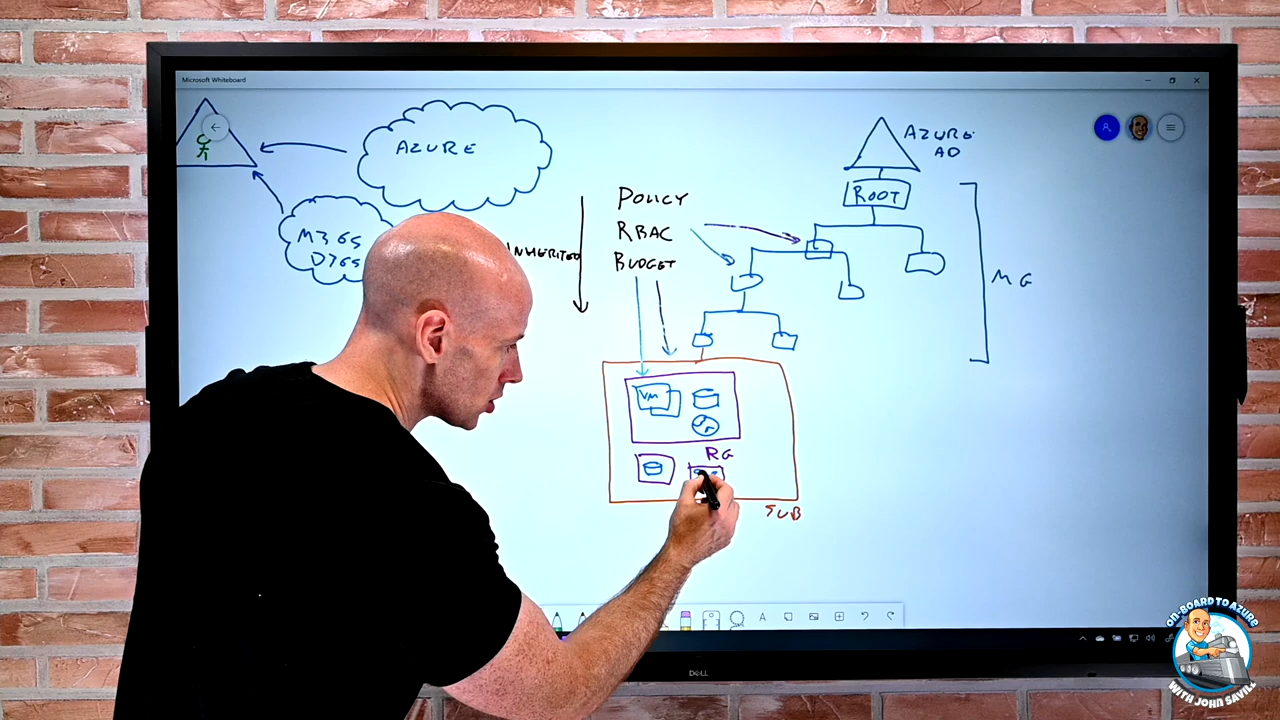 Microsoft Whiteboard
AZURE
AZURE
AD
ROOT
POLICY
RBAC
BUDGET
INHERITED
M365
D365
MG
VM
RG
SUB
DELL
ON-BOARD TO AZURE
WITH JOHN SAVILL